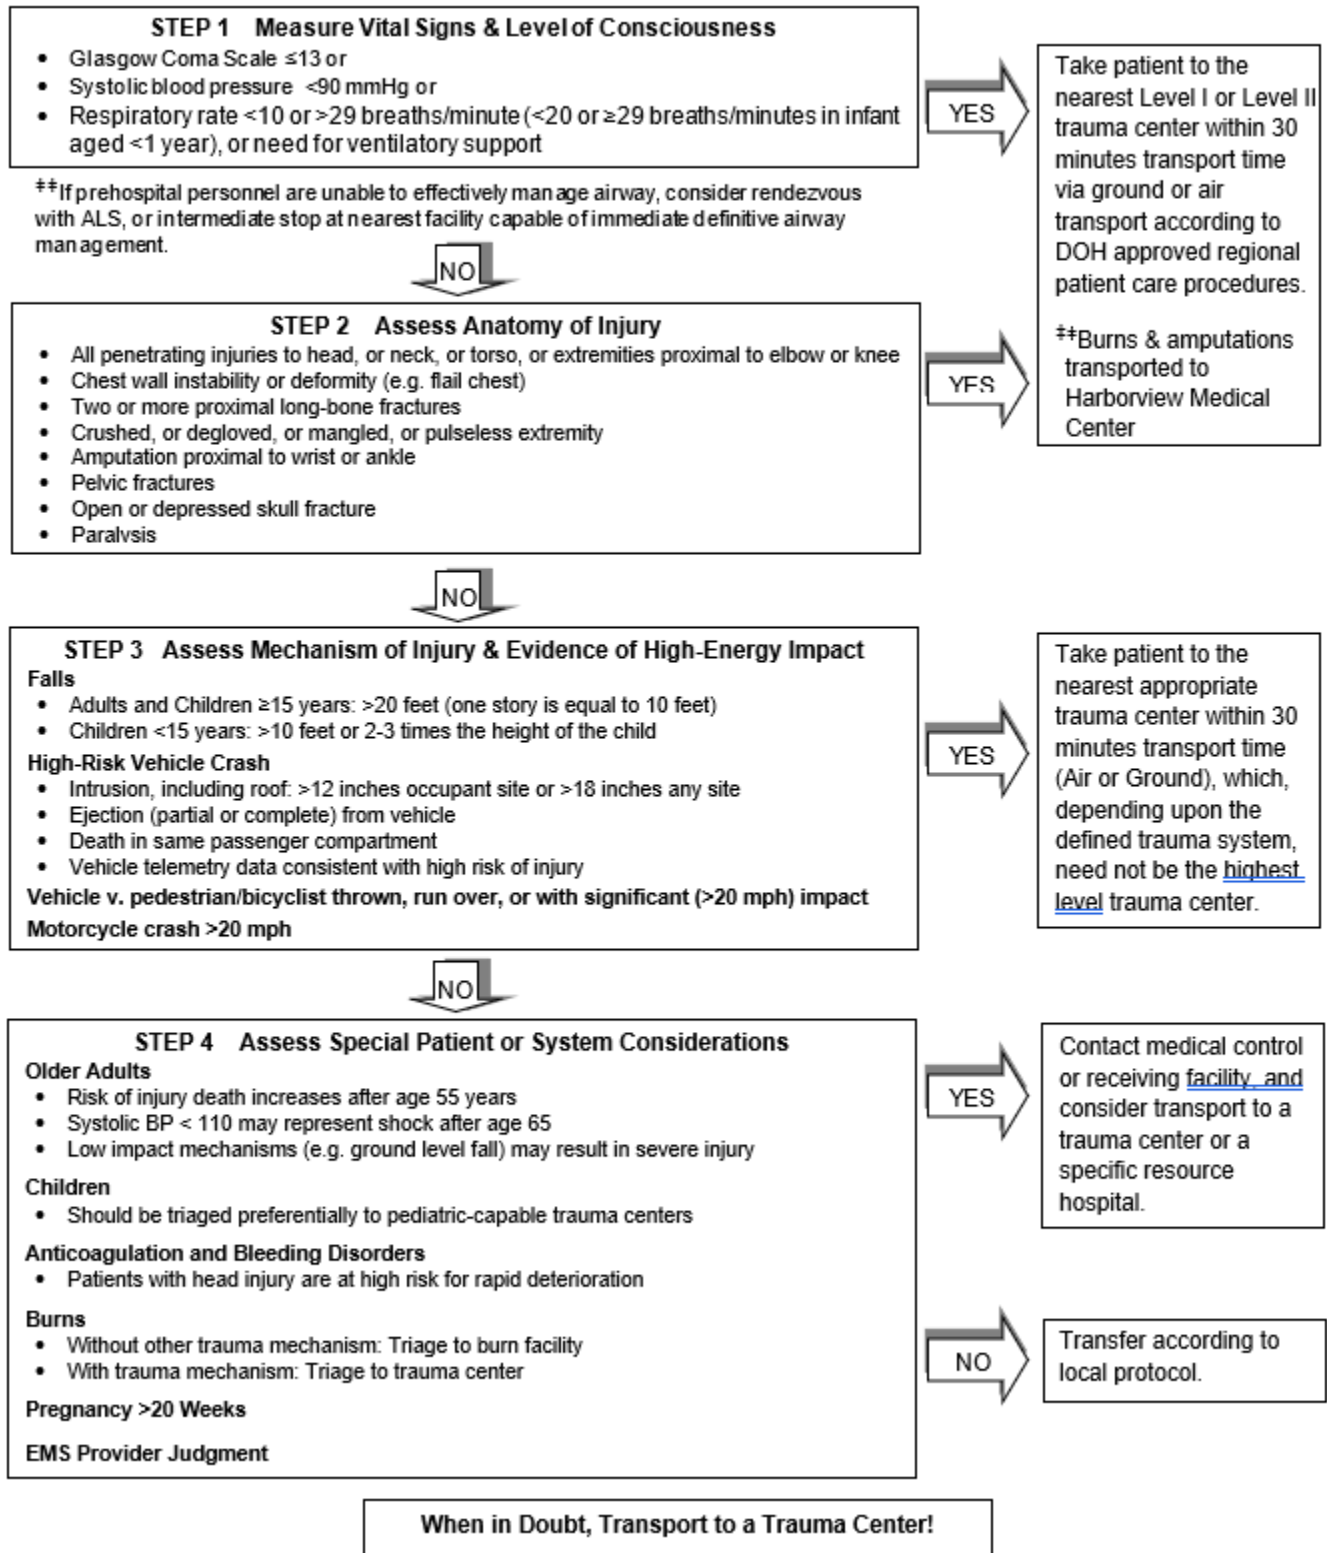 STEP 1 Measure Vital Signs & Level of Consciousness
• Glasgow Coma Scale ≤13 or
• Systolic blood pressure <90 mmHg or
• Respiratory rate <10 or >29 breaths/minute (<20 or ≥29 breaths/minutes in infant
aged <1 year), or need for ventilatory support
YES
Take patient to the
nearest Level I or Level II
trauma center within 30
minutes transport time
via ground or air
transport according to
DOH approved regional
patient care procedures.
‡‡Burns & amputations
transported to
Harborview Medical
Center
‡‡If prehospital personnel are unable to effectively manage airway, consider rendezvous
with ALS, or intermediate stop at nearest facility capable of immediate definitive airway
management.
NO
STEP 2 Assess Anatomy of Injury
• All penetrating injuries to head, or neck, or torso, or extremities proximal to elbow or knee
• Chest wall instability or deformity (e.g. flail chest)
• Two or more proximal long-bone fractures
• Crushed, or degloved, or mangled, or pulseless extremity
• Amputation proximal to wrist or ankle
• Pelvic fractures
• Open or depressed skull fracture
• Paralysis
YES
NO
STEP 3 Assess Mechanism of Injury & Evidence of High-Energy Impact
Falls
• Adults and Children ≥15 years: >20 feet (one story is equal to 10 feet)
• Children <15 years: >10 feet or 2-3 times the height of the child
High-Risk Vehicle Crash
• Intrusion, including roof: >12 inches occupant site or >18 inches any site
• Ejection (partial or complete) from vehicle
• Death in same passenger compartment
• Vehicle telemetry data consistent with high risk of injury
Vehicle v. pedestrian/bicyclist thrown, run over, or with significant (>20 mph) impact
Motorcycle crash >20 mph
YES
Take patient to the
nearest appropriate
trauma center within 30
minutes transport time
(Air or Ground), which,
depending upon the
defined trauma system,
need not be the highest
level trauma center.
NO
STEP 4 Assess Special Patient or System Considerations
Older Adults
• Risk of injury death increases after age 55 years
• Systolic BP < 110 may represent shock after age 65
• Low impact mechanisms (e.g. ground level fall) may result in severe injury
Children
• Should be triaged preferentially to pediatric-capable trauma centers
Anticoagulation and Bleeding Disorders
• Patients with head injury are at high risk for rapid deterioration
Burns
• Without other trauma mechanism: Triage to burn facility
• With trauma mechanism: Triage to trauma center
Pregnancy >20 Weeks
EMS Provider Judgment
YES
Contact medical control
or receiving facility, and
consider transport to a
trauma center or a
specific resource
hospital.
NO
Transfer according to
local protocol.
When in Doubt, Transport to a Trauma Center!